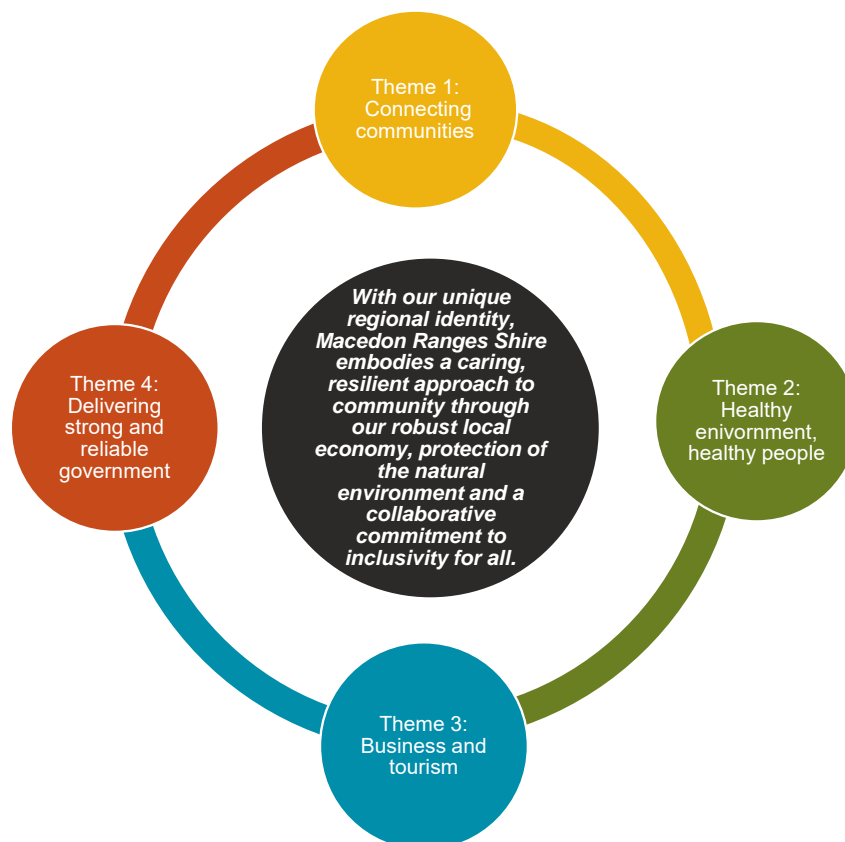 Theme 1:
Connecting
communities
With our unique
regional identity,
Macedon Ranges Shire
embodies a caring,
resilient approach to
community through
our robust local
economy, protection of
the natural
environment and a
collaborative
commitment to
inclusivity for all.
Theme 2:
Healthy
enivornment,
healthy people
Theme 3:
Business and
tourism
Theme 4:
Delivering
strong and
reliable
government